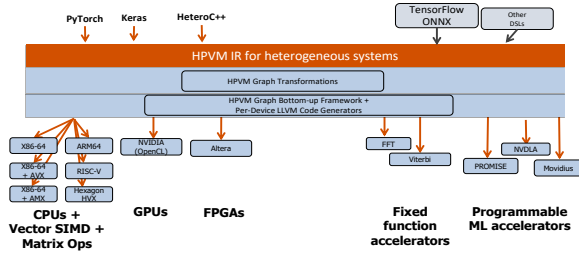 PyTorch
Keras
HeteroC++
TensorFlow
ONNX
Other
DSLs
HPVM IR for heterogeneous systems
HPVM Graph Transformations
HPVM Graph Bottom-up Framework +
Per-Device LLVM Code Generators
X86-64
ARM64
X86-64
+ AVX
RISC-V
X86-64
+ AMX
Hexagon
HVX
NVIDIA
(OpenCL)
Altera
FFT
Viterbi
PROMISE
NVDLA
Movidius
CPUs +
Vector SIMD +
Matrix Ops
GPUs
FPGAs
Fixed
function
accelerators
Programmable
ML accelerators